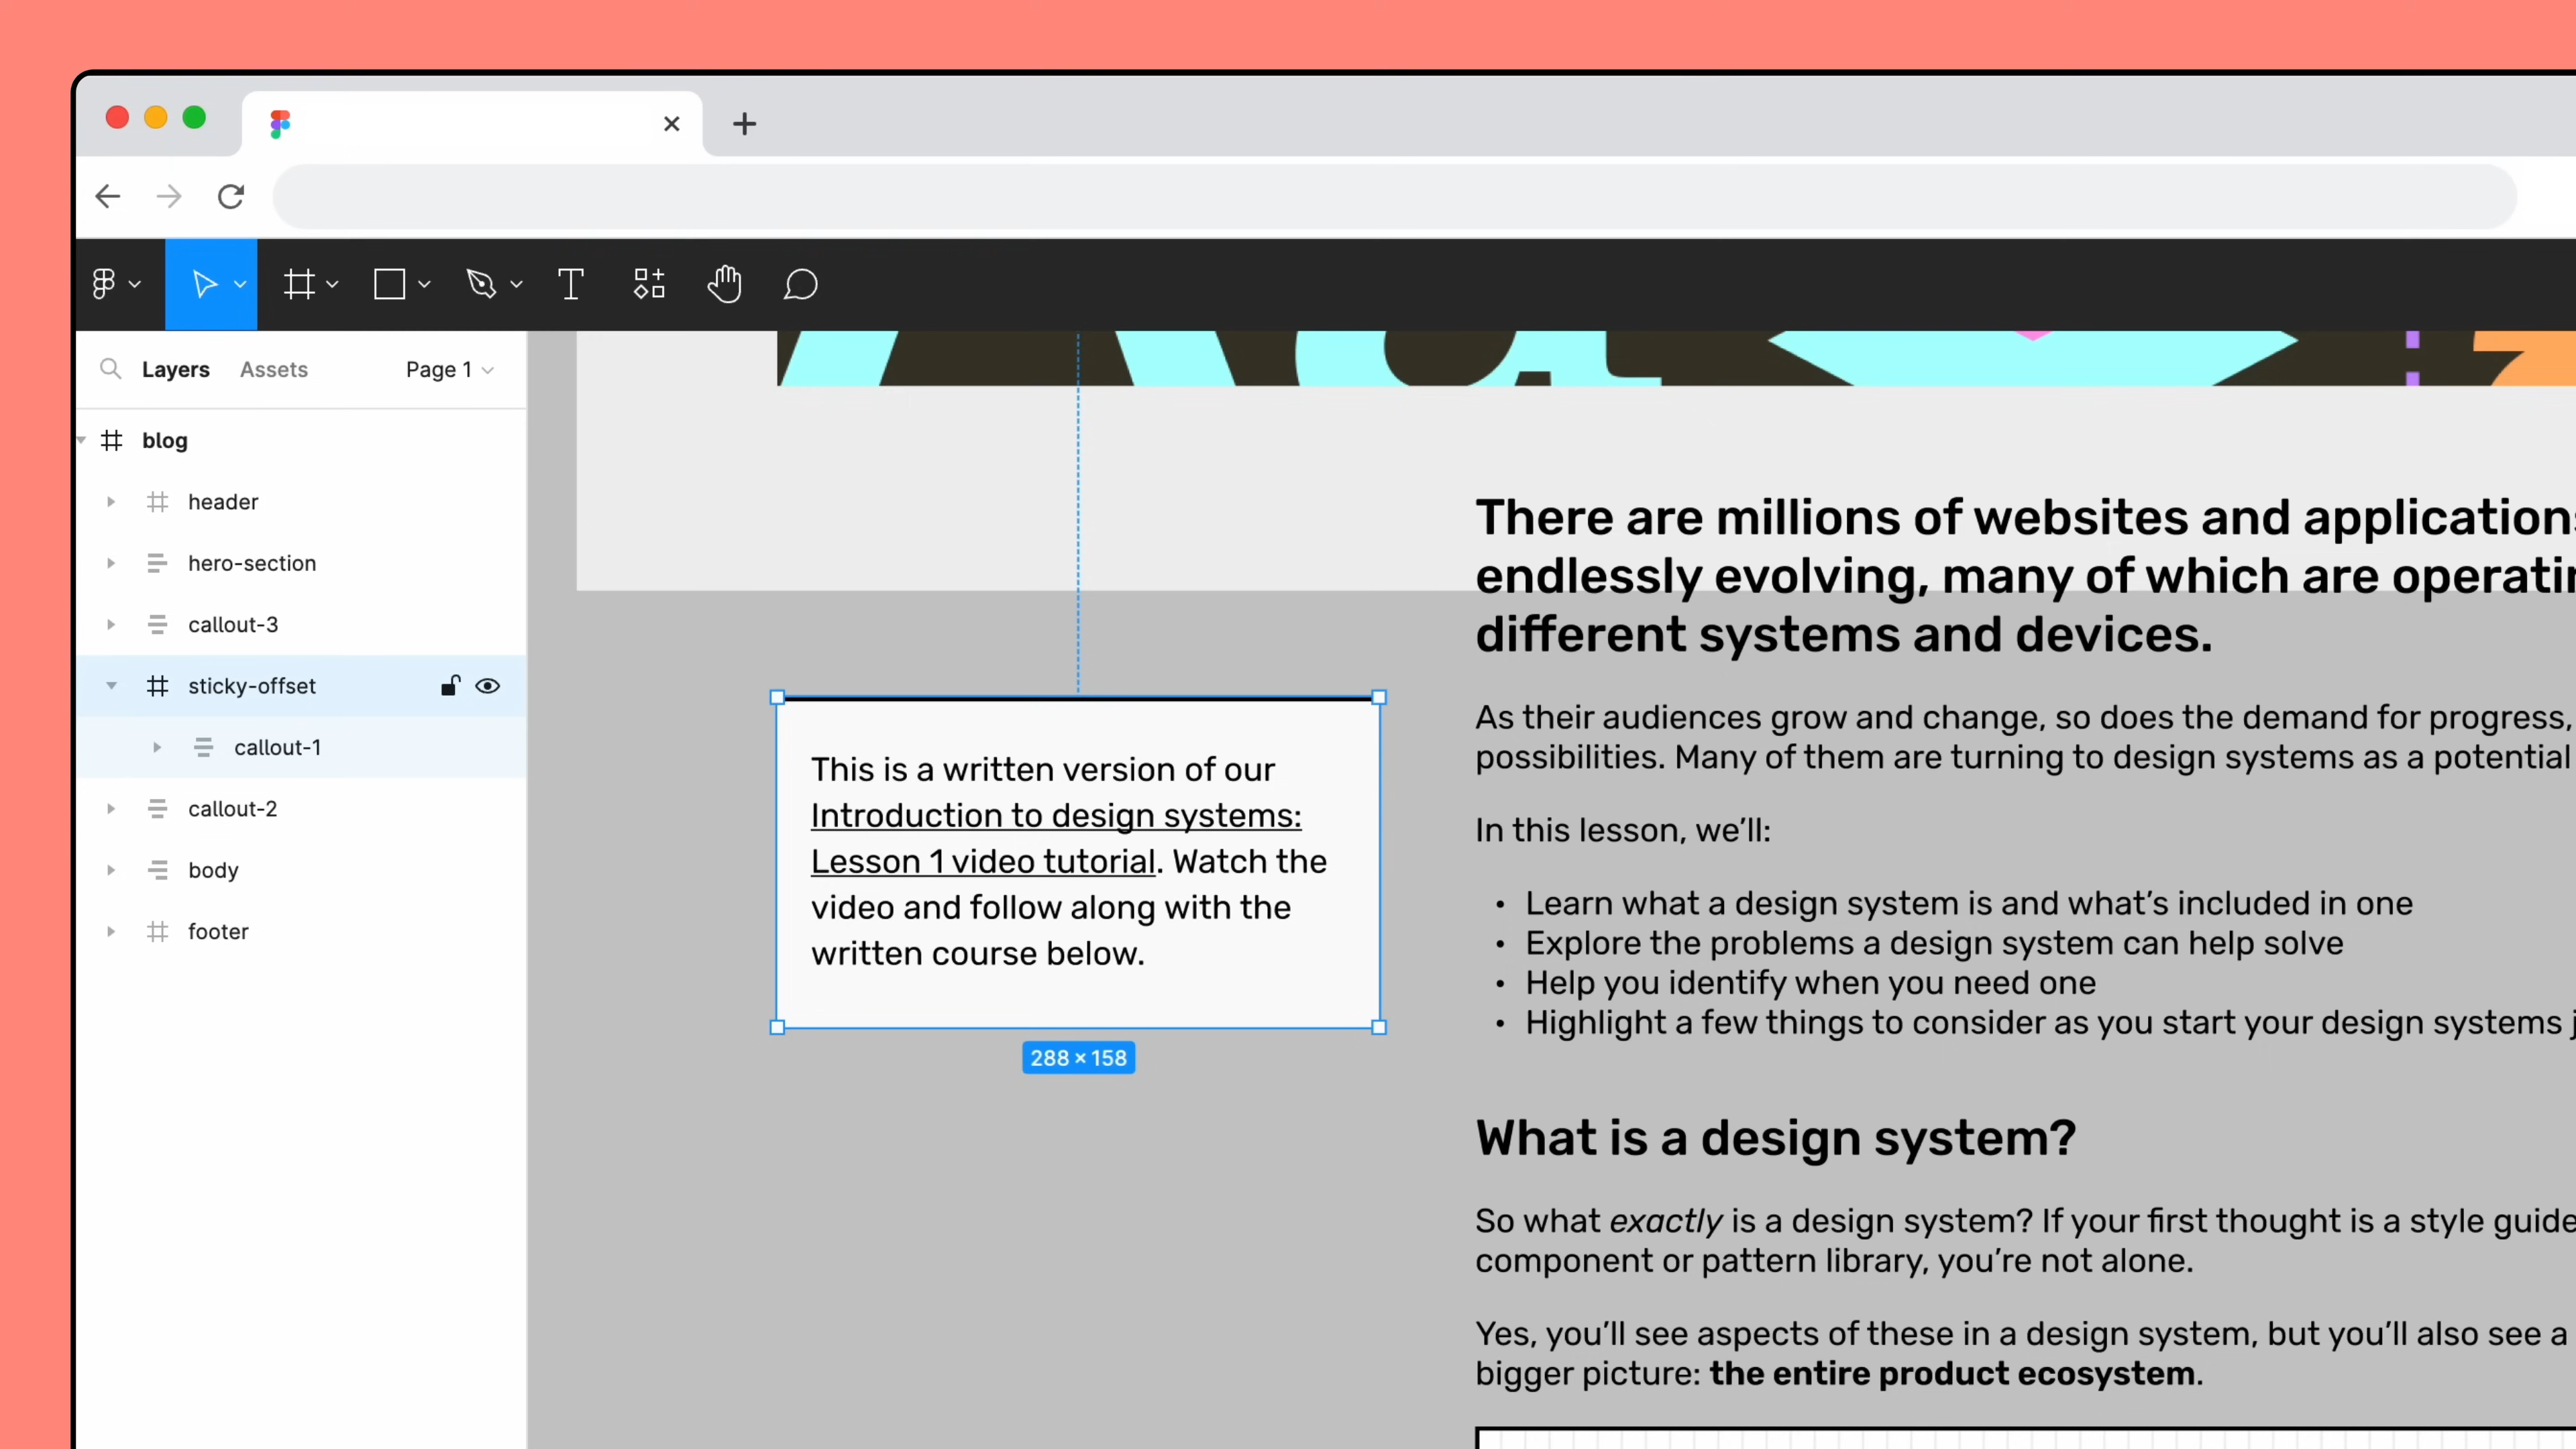 Layers Assets Page 1
blog
header
hero-section
callout-3
sticky-offset
callout-1
callout-2
body
footer
This is a written version of our
Introduction to design systems:
Lesson 1 video tutorial. Watch the
video and follow along with the
written course below.
288 × 158
There are millions of websites and applications
endlessly evolving, many of which are
different systems and devices.
As their audiences grow and change, so does the demand for progress,
possibilities. Many of them are turning to design systems as a potential
In this lesson, we’ll:
• Learn what a design system is and what’s included in one
• Explore the problems a design system can help solve
• Help you identify when you need one
• Highlight a few things to consider as you start your design systems
What is a design system?
So what exactly is a design system? If your first thought is a style guide
component or pattern library, you’re not alone.
Yes, you’ll see aspects of these in a design system, but you’ll also see a
bigger picture: the entire product ecosystem.